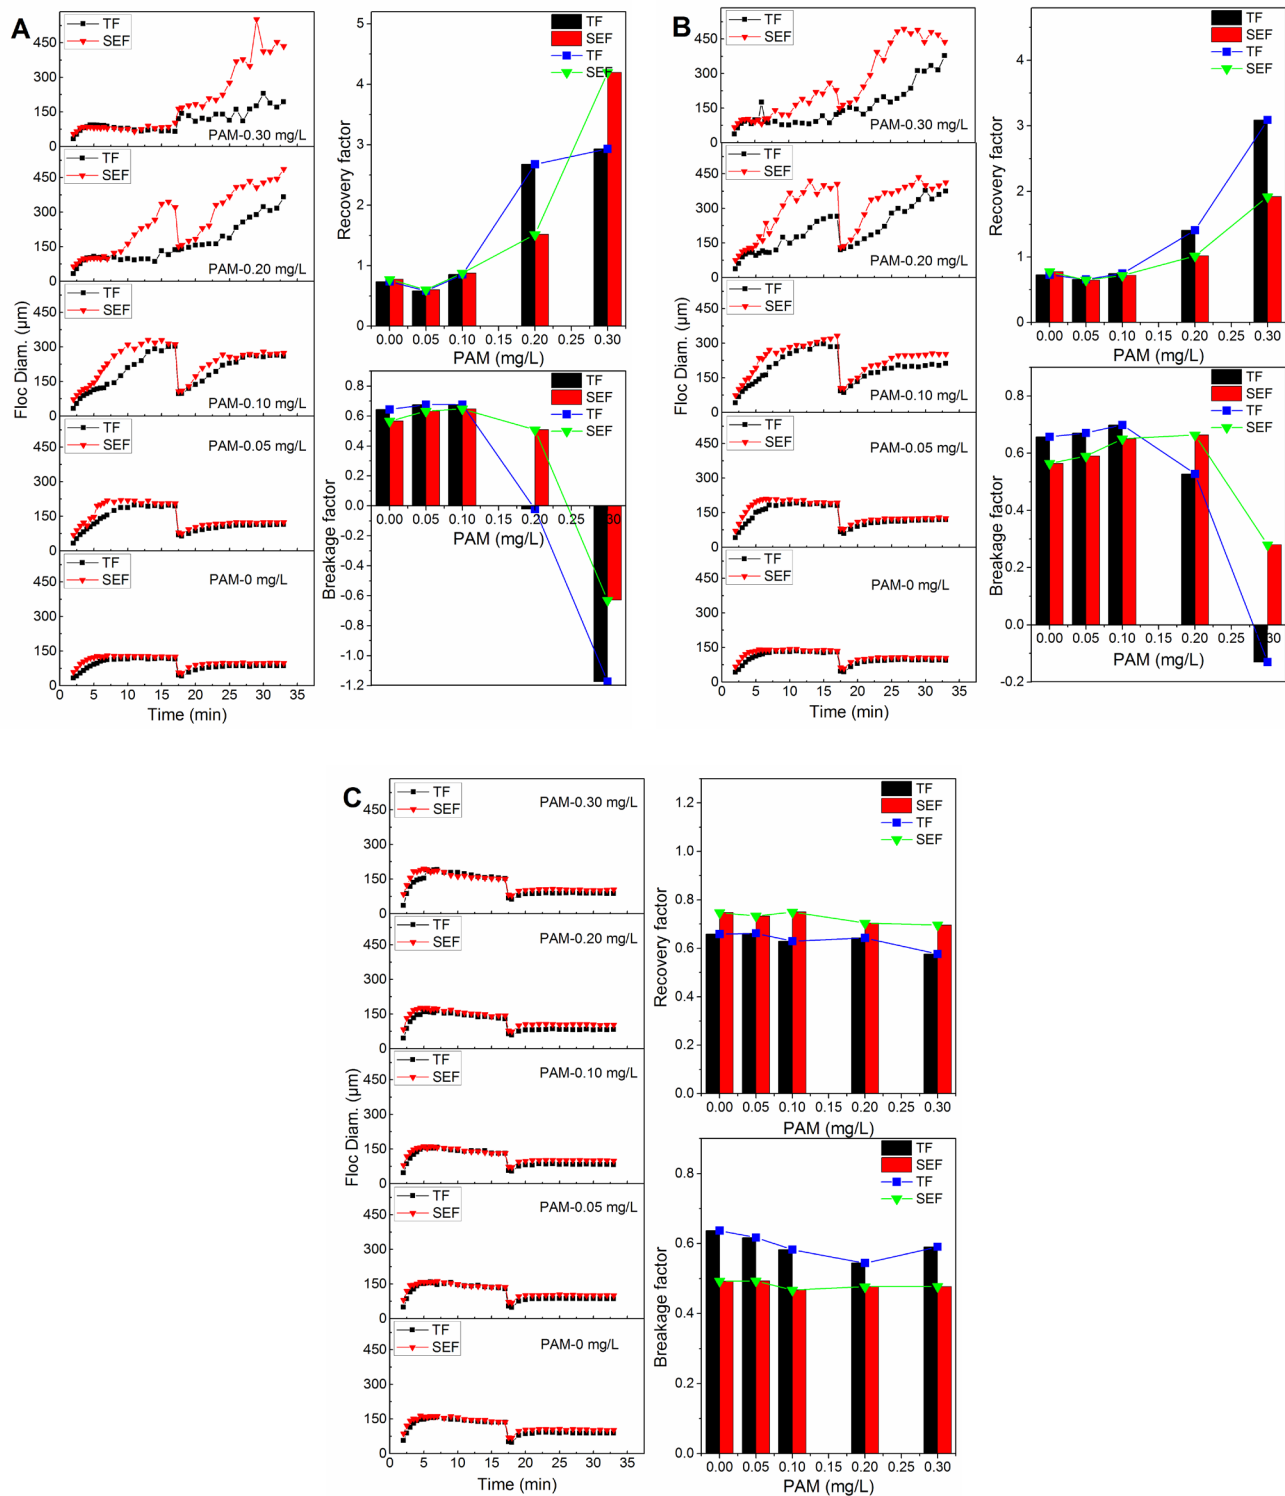 A
TF
SEF
PAM-0.30 mg/L
450
300
150
0
TF
SEF
PAM-0.20 mg/L
450
300
150
0
TF
SEF
PAM-0.10 mg/L
450
300
150
0
TF
SEF
PAM-0.05 mg/L
450
300
150
0
TF
SEF
PAM-0 mg/L
450
300
150
0
0 5 10 15 20 25 30 35
Time (min)
Floc Diam. (μm)
TF
SEF
TF
SEF
5
4
3
2
1
0
Recovery factor
0.00 0.05 0.10 0.15 0.20 0.25 0.30
PAM (mg/L)
TF
SEF
TF
SEF
0.8
0.6
0.4
0.2
0.0
-0.2
-0.4
-0.6
-0.8
-1.0
-1.2
Breakage factor
0.00 0.05 0.10 0.15 0.20 0.25 0.30
PAM (mg/L)
B
TF
SEF
PAM-0.30 mg/L
450
300
150
0
TF
SEF
PAM-0.20 mg/L
450
300
150
0
TF
SEF
PAM-0.10 mg/L
450
300
150
0
TF
SEF
PAM-0.05 mg/L
450
300
150
0
TF
SEF
PAM-0 mg/L
450
300
150
0
0 5 10 15 20 25 30 35
Time (min)
Floc Diam. (μm)
TF
SEF
TF
SEF
4
3
2
1
0
Recovery factor
0.00 0.05 0.10 0.15 0.20 0.25 0.30
PAM (mg/L)
TF
SEF
TF
SEF
0.8
0.6
0.4
0.2
0.0
-0.2
Breakage factor
0.00 0.05 0.10 0.15 0.20 0.25 0.30
PAM (mg/L)
C
TF
SEF
PAM-0.30 mg/L
450
300
150
0
TF
SEF
PAM-0.20 mg/L
450
300
150
0
TF
SEF
PAM-0.10 mg/L
450
300
150
0
TF
SEF
PAM-0.05 mg/L
450
300
150
0
TF
SEF
PAM-0 mg/L
450
300
150
0
0 5 10 15 20 25 30 35
Time (min)
Floc Diam. (μm)
TF
SEF
TF
SEF
1.2
1.0
0.8
0.6
0.4
0.2
0.0
Recovery factor
0.00 0.05 0.10 0.15 0.20 0.25 0.30
PAM (mg/L)
TF
SEF
TF
SEF
0.8
0.6
0.4
0.2
0.0
Breakage factor
0.00 0.05 0.10 0.15 0.20 0.25 0.30
PAM (mg/L)